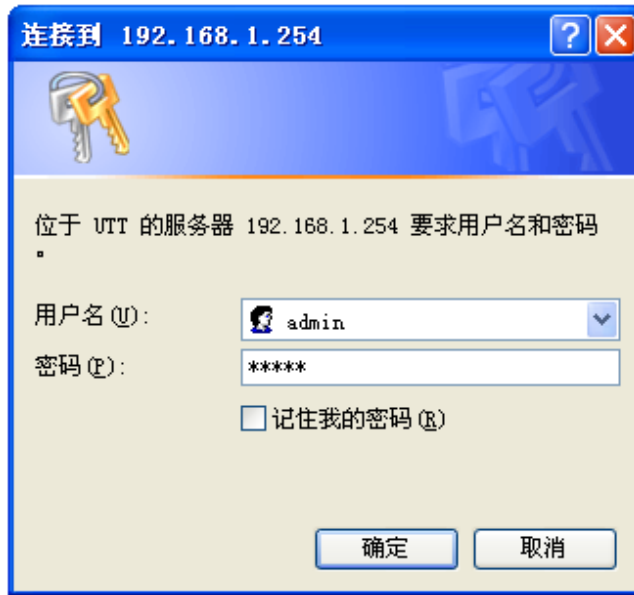 连接到 192.168.1.254
位于 UTT 的服务器 192.168.1.254 要求用户名和密码
。
用户名(U):
admin
密码(P):
*****
记住我的密码(R)
确定
取消